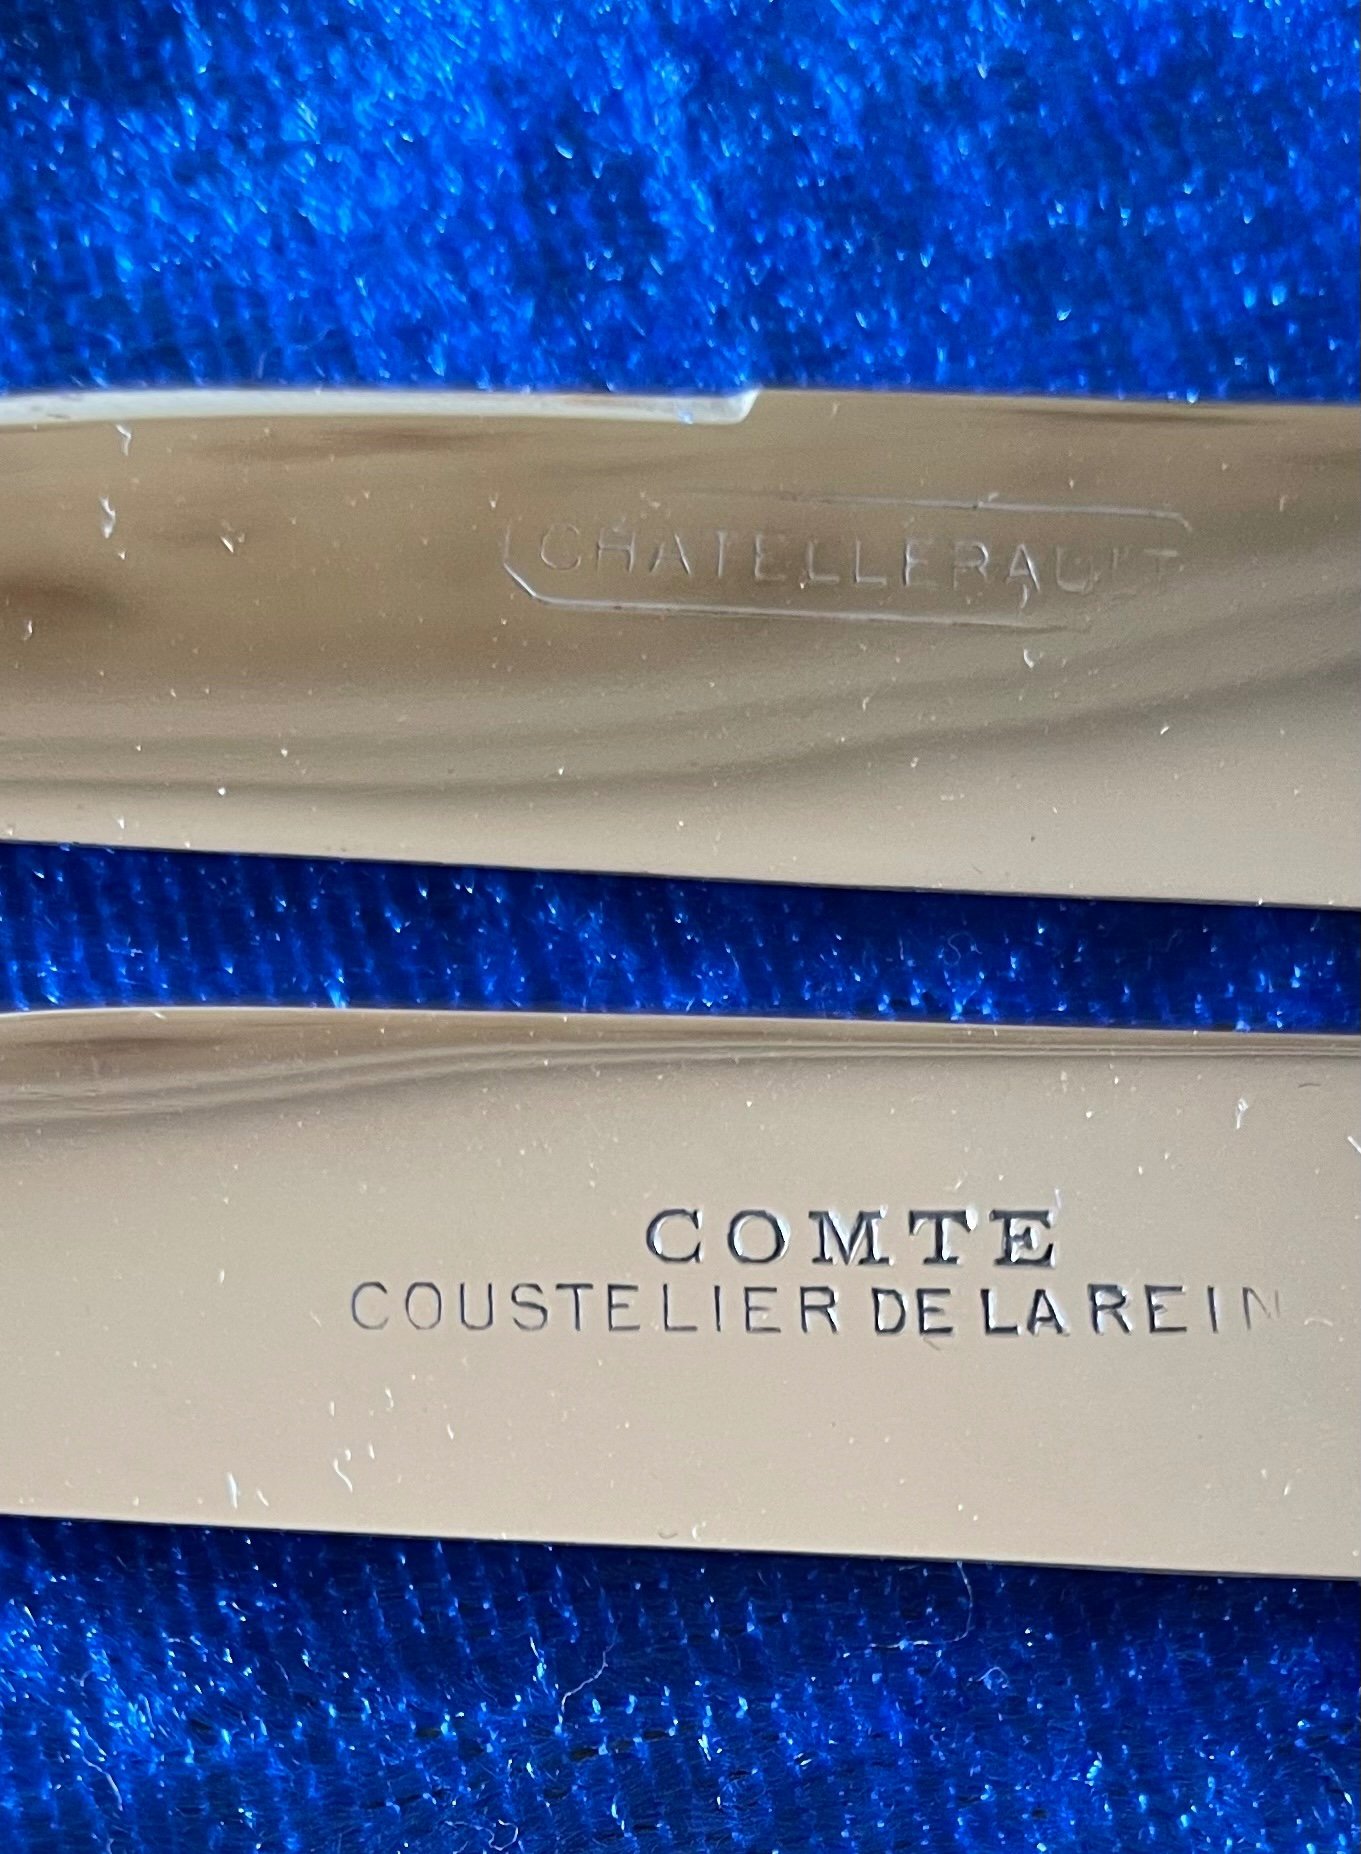 CHATELLERAULT
COMTE
COUSTELIER DE LA REIN